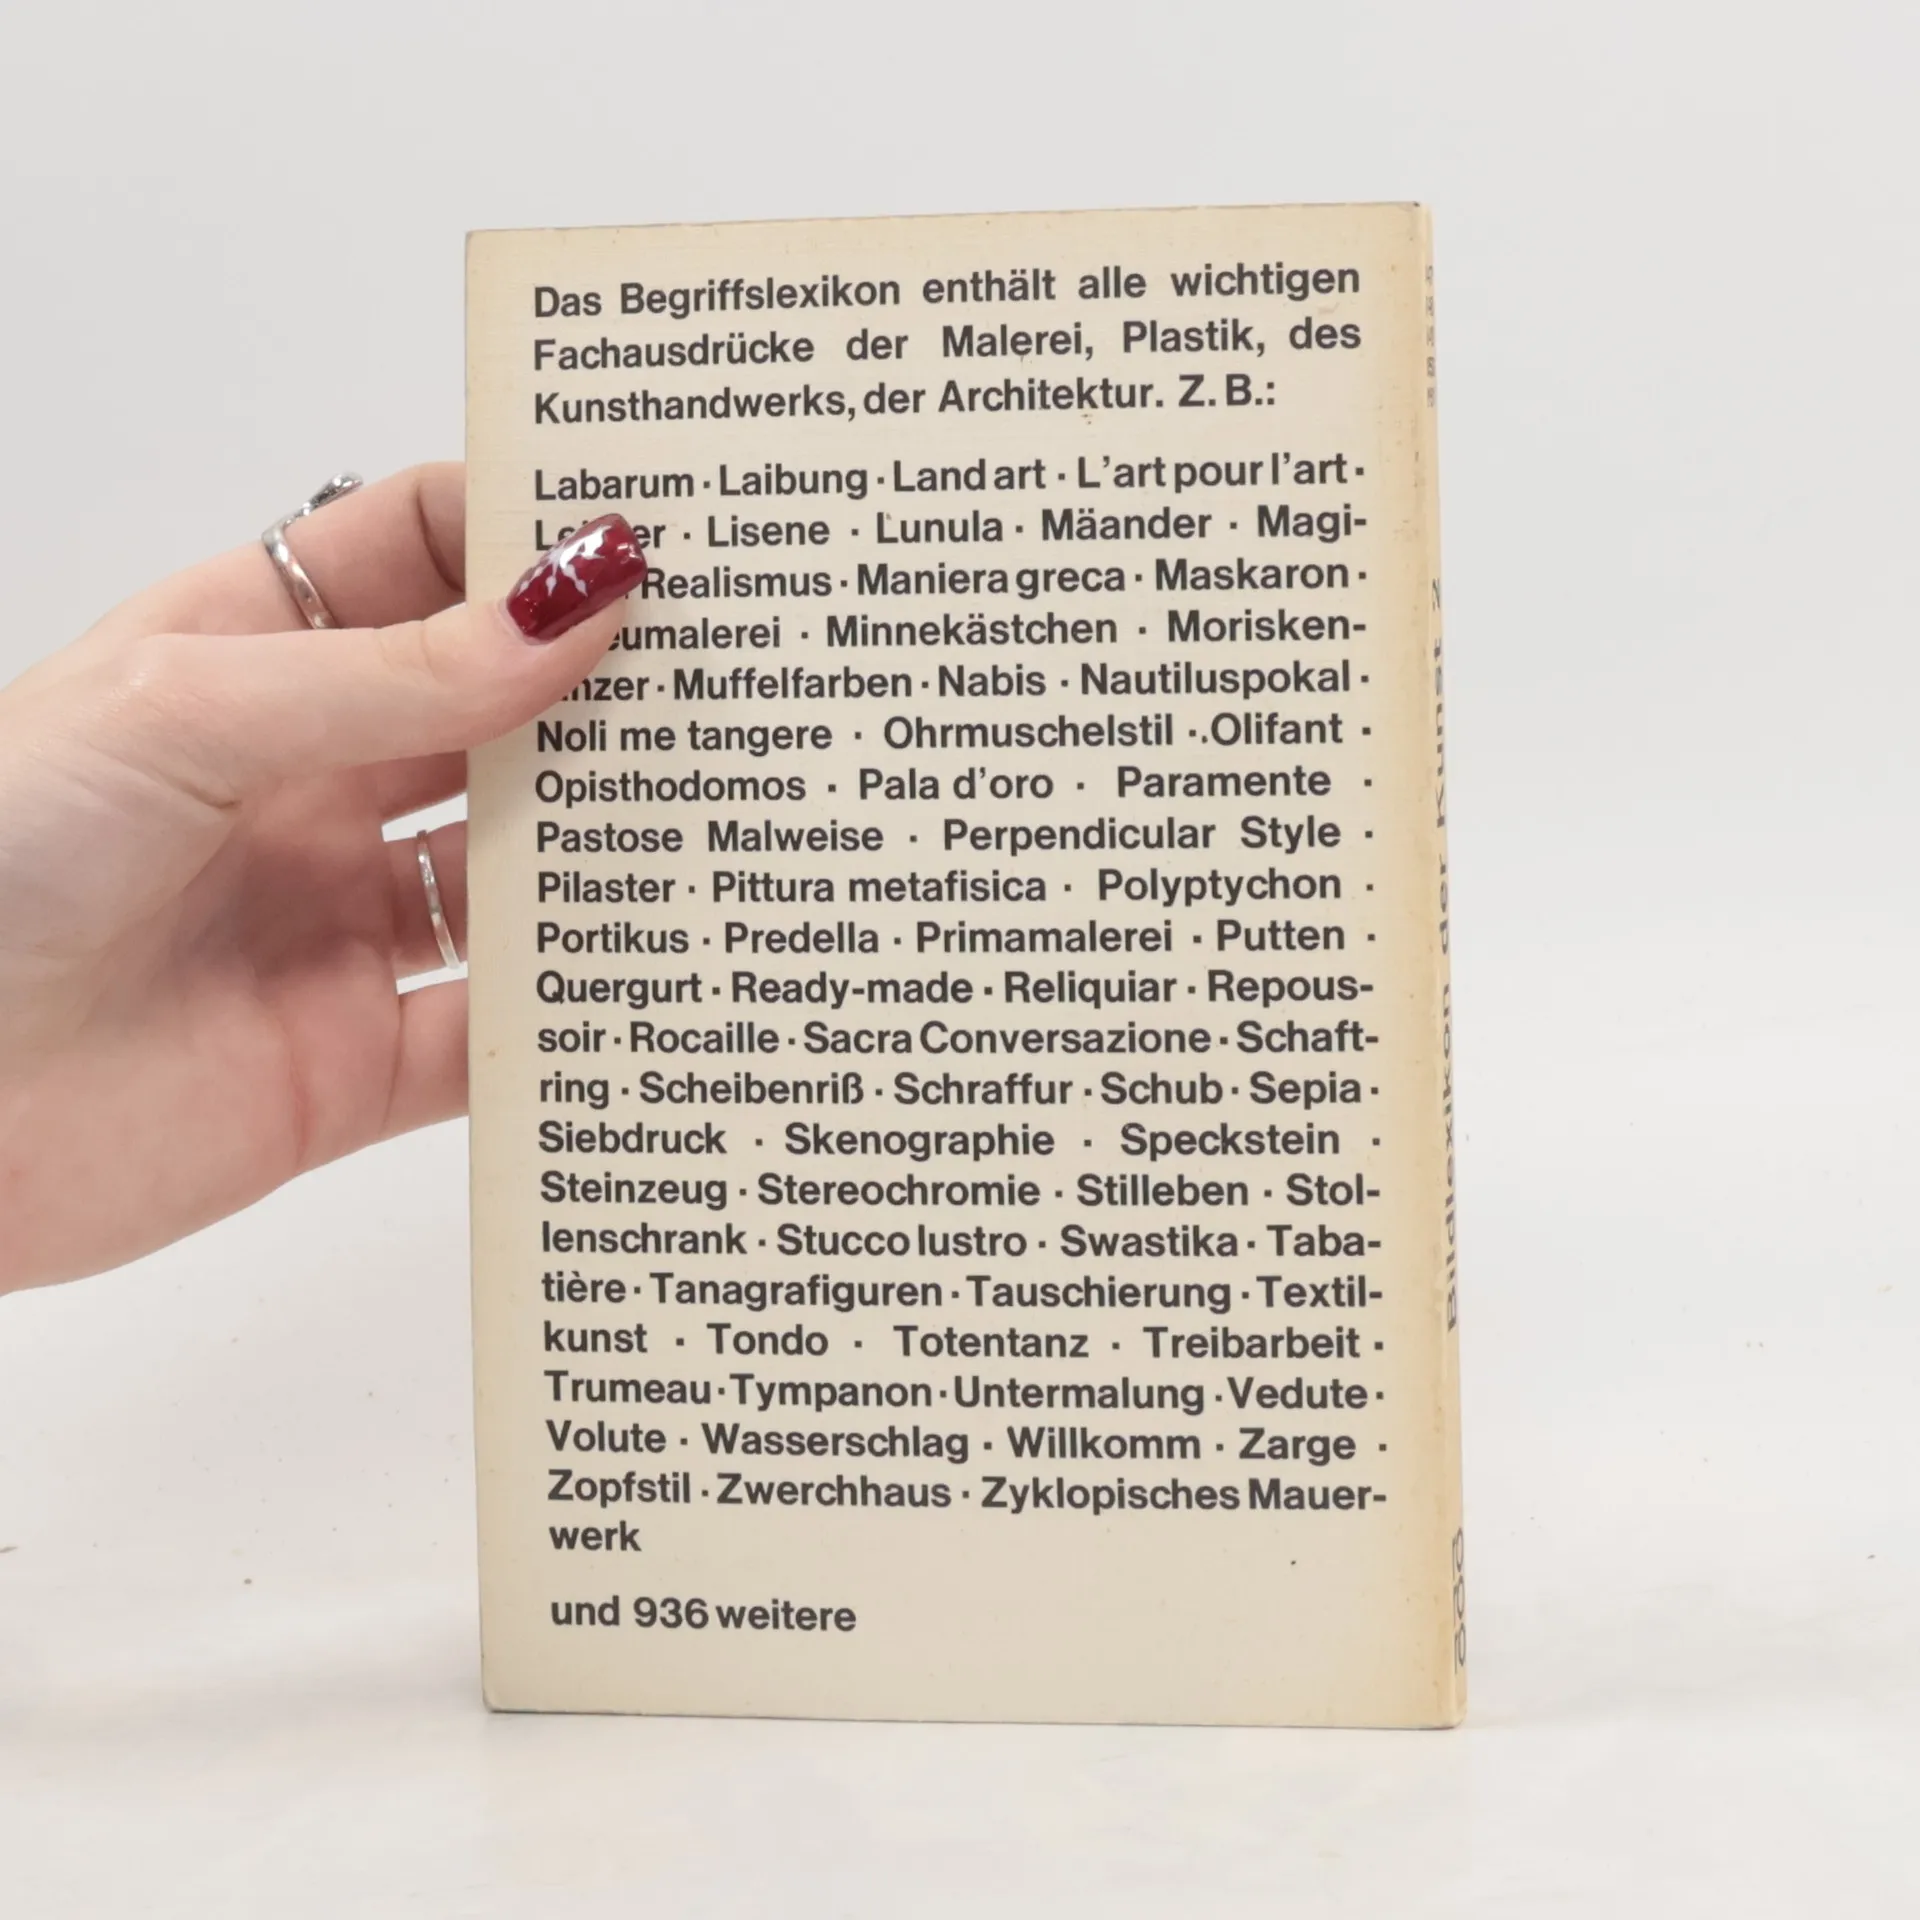 Das Begriffslexikon enthält alle wichtigen
Fachausdrücke der Malerei, Plastik, des
Kunsthandwerks, der Architektur. Z. B.:
Labarum · Laibung · Land art · L'art pour l'art ·
· Lisene · Lunula · Mäander · Magi-
Realismus · Maniera greca · Maskaron ·
· Minnekästchen · Morisken-
· Muffelfarben · Nabis · Nautiluspokal ·
Noli me tangere · Ohrmuschelstil · Olifant ·
Opisthodomos · Pala d'oro · Paramente ·
Pastose Malweise · Perpendicular Style ·
Pilaster · Pittura metafisica · Polyptychon ·
Portikus · Predella · Primamalerei · Putten ·
Quergurt · Ready-made · Reliquiar · Repous-
soir · Rocaille · Sacra Conversazione · Schaft-
ring · Scheibenriß · Schraffur · Schub · Sepia ·
Siebdruck · Skenographie · Speckstein ·
Steinzeug · Stereochromie · Stilleben · Stol-
lenschrank · Stucco lustro · Swastika · Taba-
tière · Tanagrafiguren · Tauschierung · Textil-
kunst · Tondo · Totentanz · Treibarbeit ·
Trumeau · Tympanon · Untermalung · Vedute ·
Volute · Wasserschlag · Willkomm · Zarge ·
Zopfstil · Zwerchhaus · Zyklopisches Mauer-
werk
und 936 weitere
Bildlexikon der Kunst 2